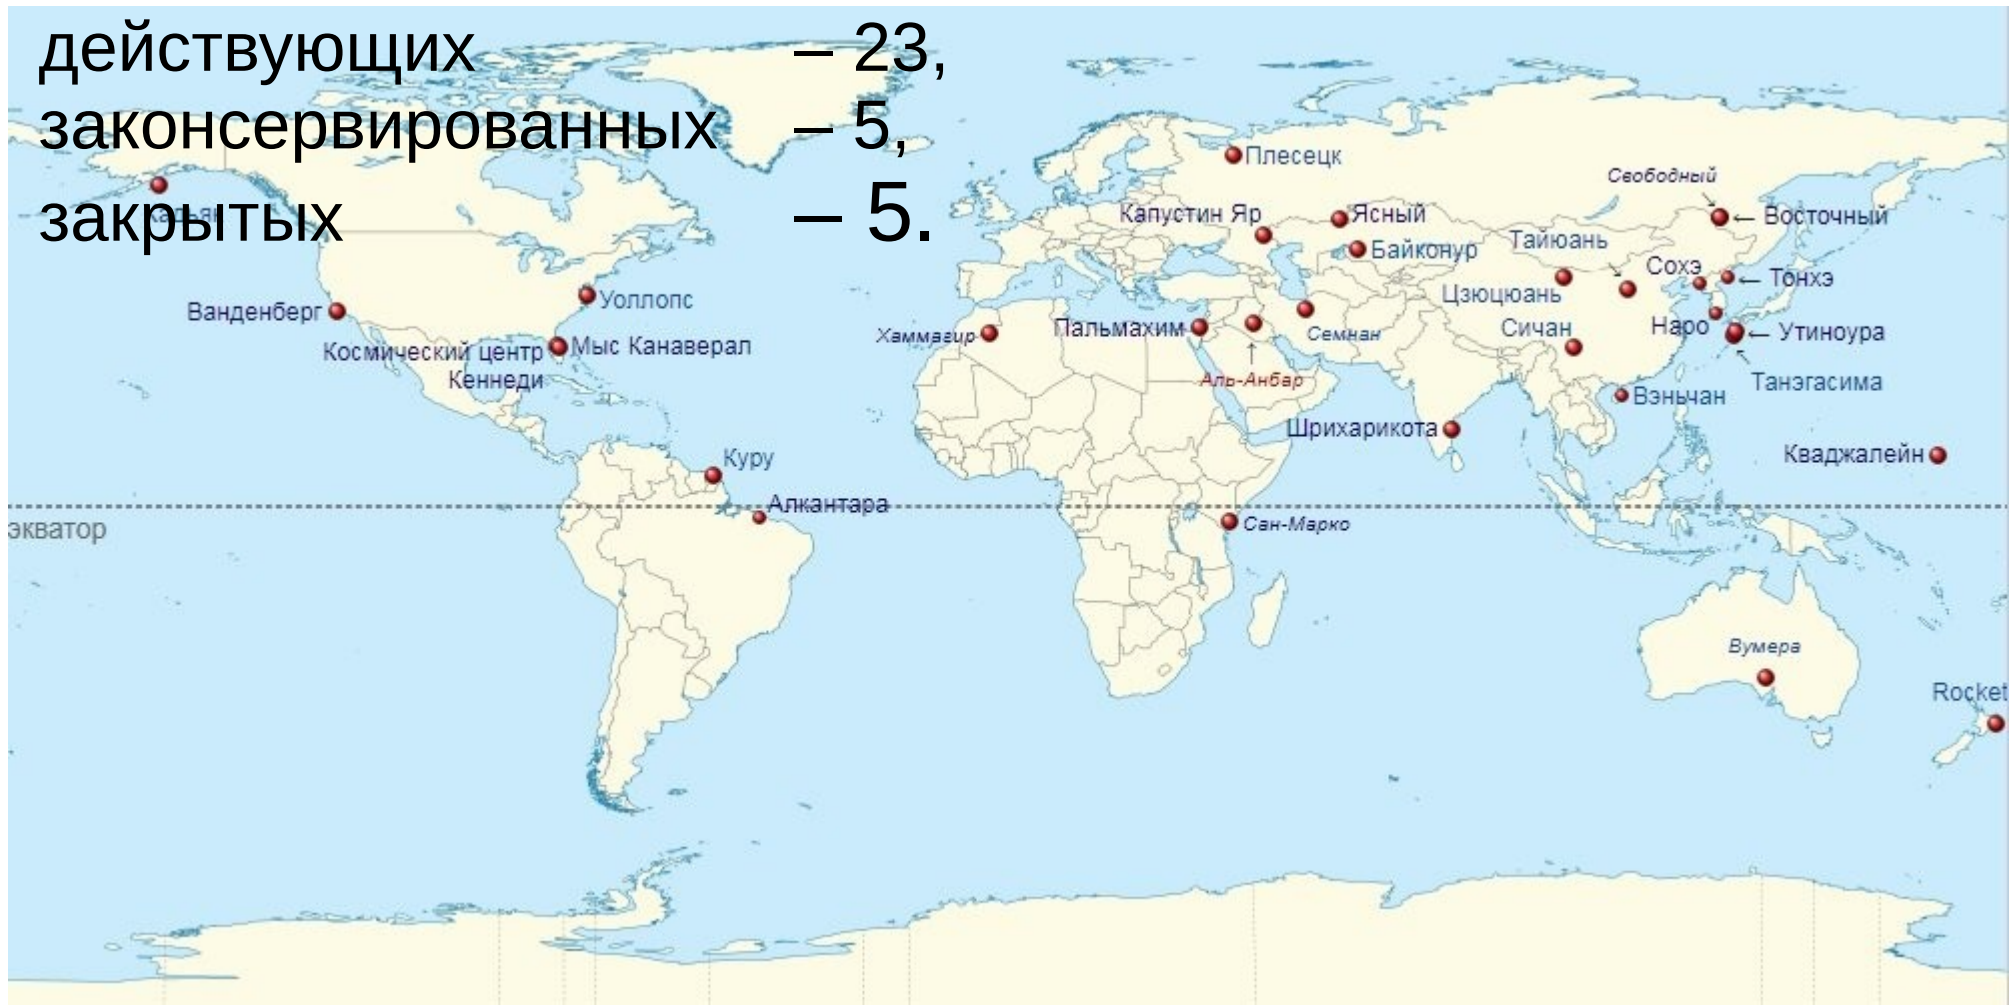 действующих – 23,
законсервированных – 5,
закрытых – 5.
Кадьяк
Плесецк
Свободный
Капустин Яр
Ясный
Восточный
Байконур
Тайюань
Сохэ
Тонхэ
Цзюцюань
Ванденберг
Уоллопс
Хаммагир
Пальмахим
Семнан
Сичан
Наро
Утиноура
Космический центр
Кеннеди
Мыс Канаверал
Аль-Анбар
Танэгасима
Вэньчан
Шрихарикота
Кваджалейн
Куру
Алкантара
экватор
Сан-Марко
Вумера
Rocket